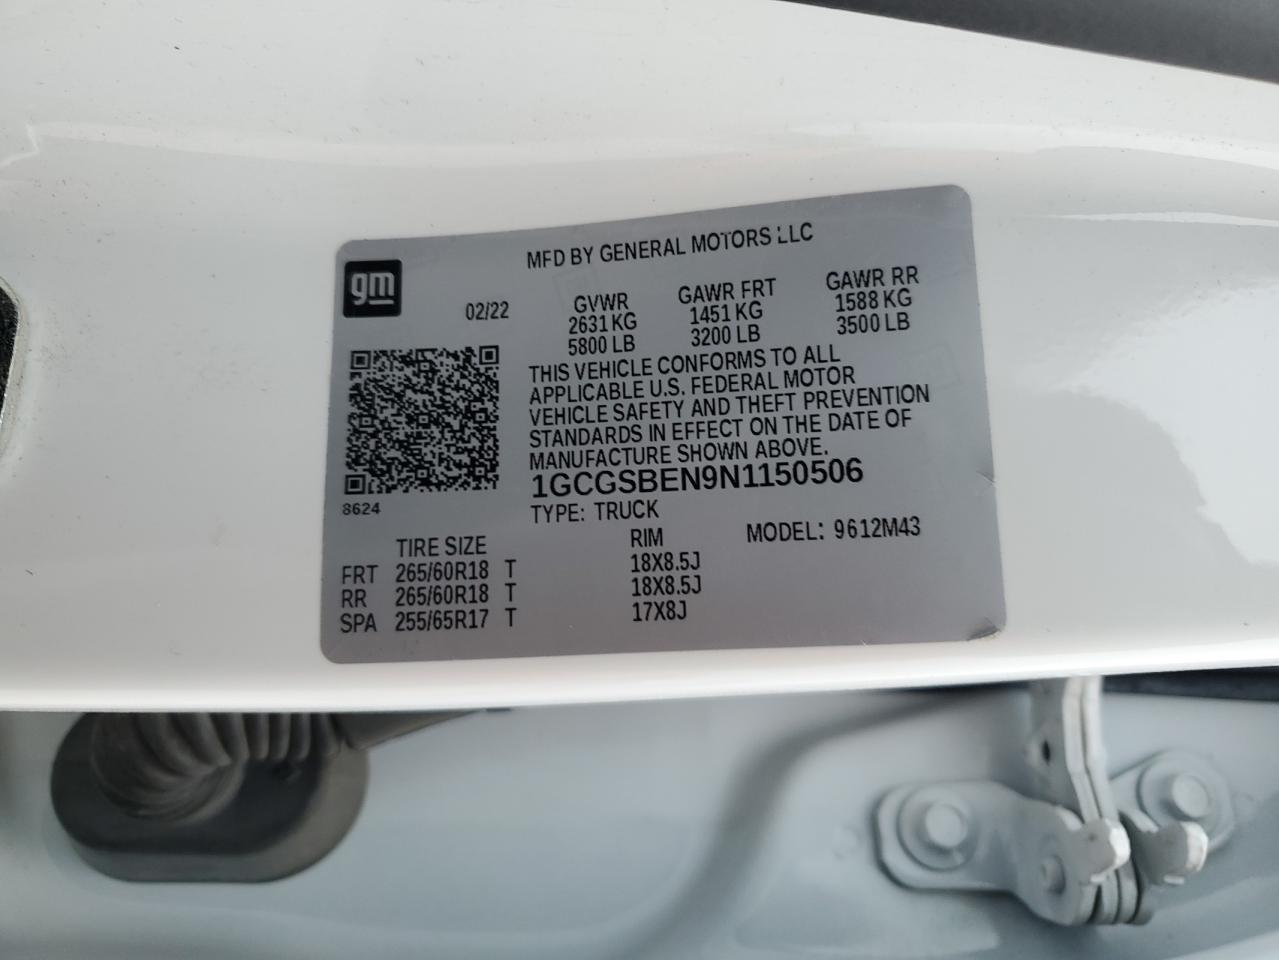 MFD BY GENERAL MOTORS LLC
gm
02/22
GVWR GAWR FRT GAWR RR
2631 KG 1451 KG 1588 KG
5800 LB 3200 LB 3500 LB
THIS VEHICLE CONFORMS TO ALL
APPLICABLE U.S. FEDERAL MOTOR
VEHICLE SAFETY AND THEFT PREVENTION
STANDARDS IN EFFECT ON THE DATE OF
MANUFACTURE SHOWN ABOVE.
1GCGSBEN9N1150506
8624
TYPE: TRUCK
MODEL: 9612M43
TIRE SIZE RIM
FRT 265/60R18 T 18X8.5J
RR 265/60R18 T 18X8.5J
SPA 255/65R17 T 17X8J